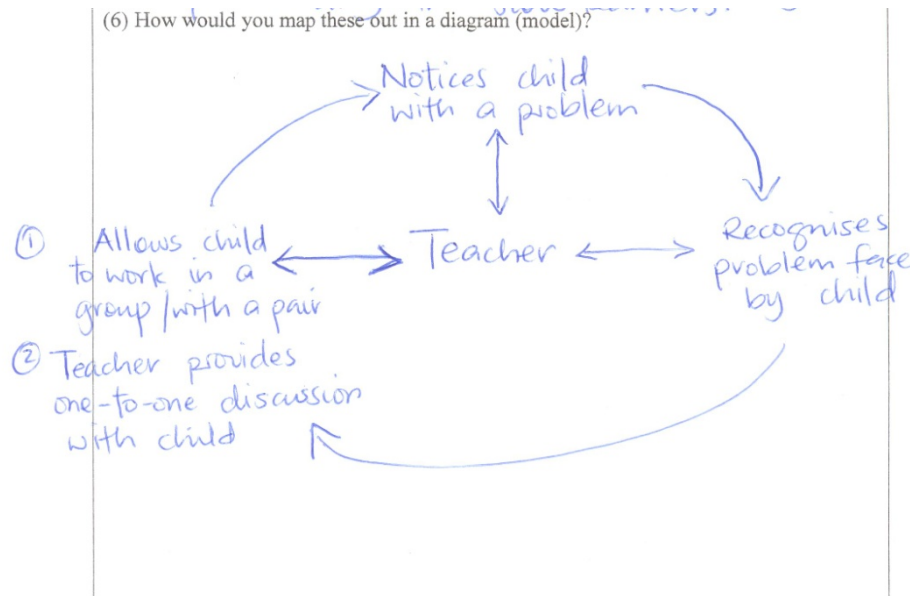 (6) How would you map these out in a diagram (model)?
Notices child
with a problem
① Allows child
to work in a
group/with a pair
② Teacher provides
one-to-one discussion
with child
Teacher
Recognises
problem face
by child